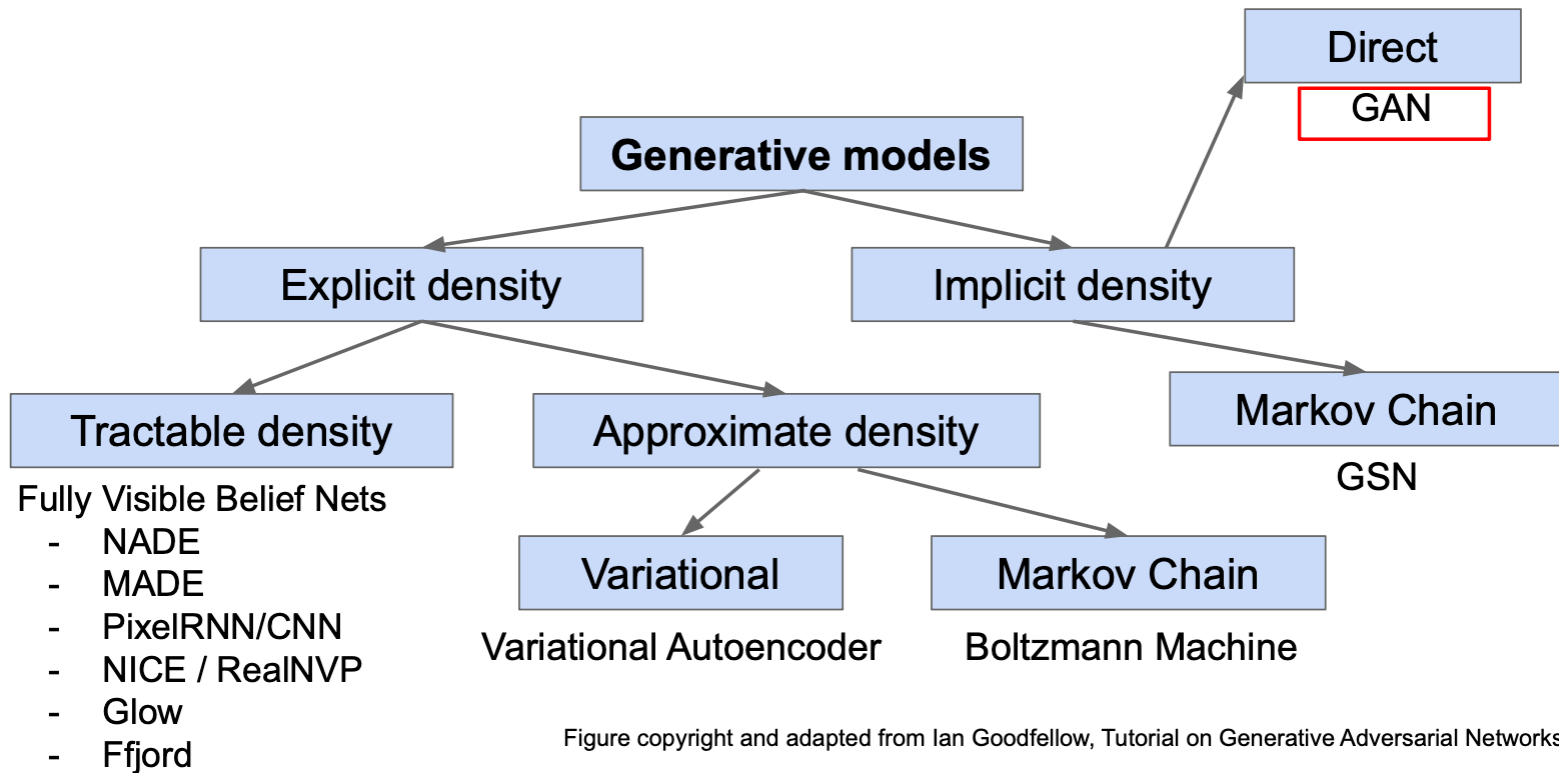 Direct
GAN
Generative models
Explicit density
Implicit density
Tractable density
Approximate density
Markov Chain
GSN
Fully Visible Belief Nets
- NADE
- MADE
- PixelRNN/CNN
- NICE / RealNVP
- Glow
- Ffjord
Variational
Markov Chain
Variational Autoencoder
Boltzmann Machine
Figure copyright and adapted from Ian Goodfellow, Tutorial on Generative Adversarial Networks